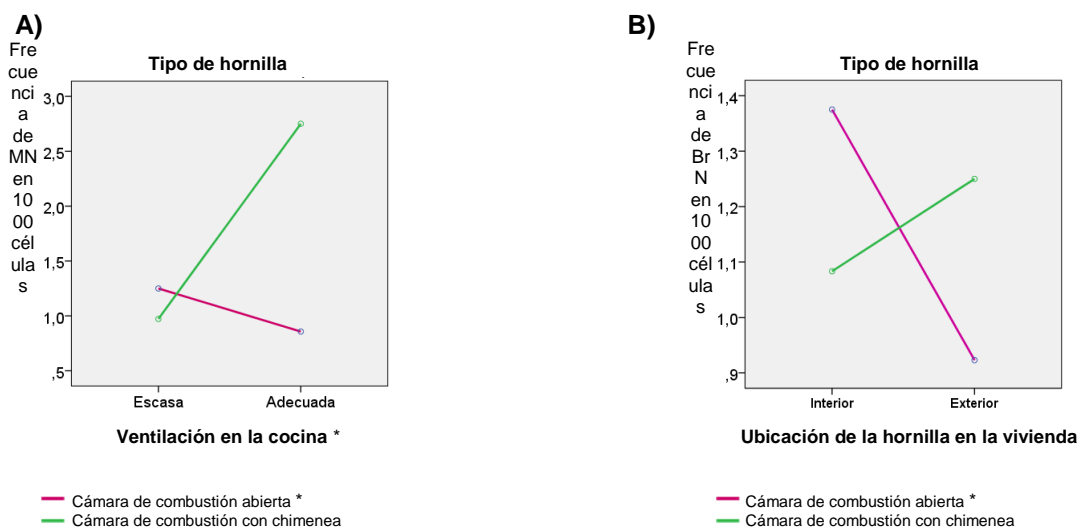 A)
Tipo de hornilla
Fre
cue
nci
a
de
MN
en
10
00
célu
la
s
3,0
2,5
2,0
1,5
1,0
,5
Escasa
Adecuada
Ventilación en la cocina *
Cámara de combustión abierta *
Cámara de combustión con chimenea
B)
Tipo de hornilla
Fre
cue
nci
a
de
Br
N
en
10
00
cél
ula
s
1,4
1,3
1,2
1,1
1,0
,9
Interior
Exterior
Ubicación de la hornilla en la vivienda
Cámara de combustión abierta *
Cámara de combustión con chimenea